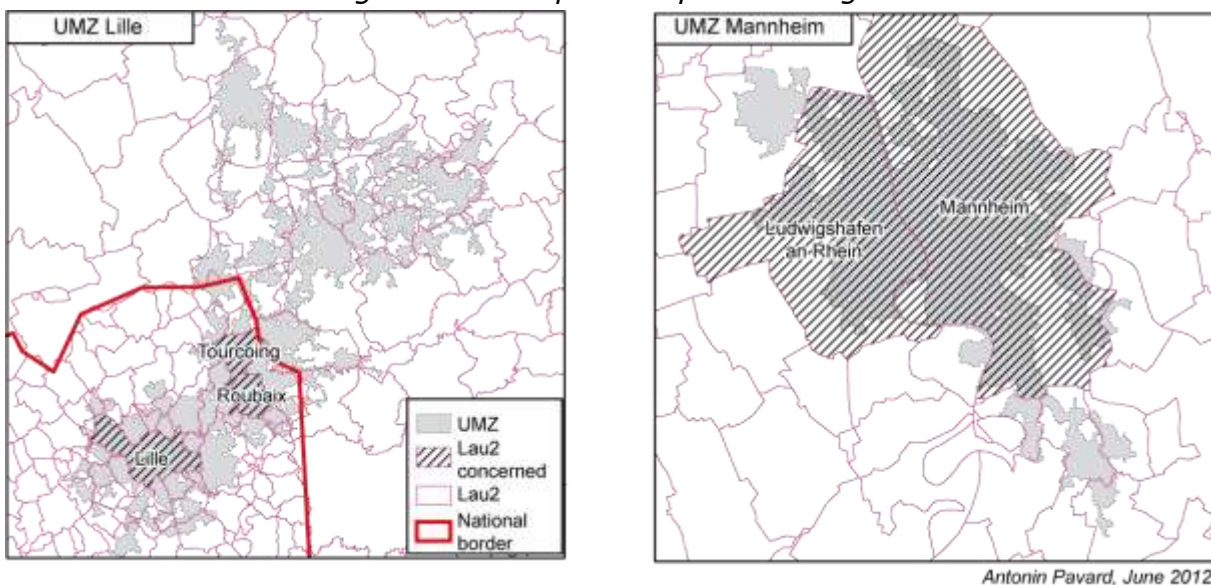 UMZ Lille
Tourcoing
Roubaix
Lille
UMZ
Lau2
concerned
Lau2
National
border
UMZ Mannheim
Mannheim
Ludwigshafen
an-Rhein
Antonin Pavard, June 2012